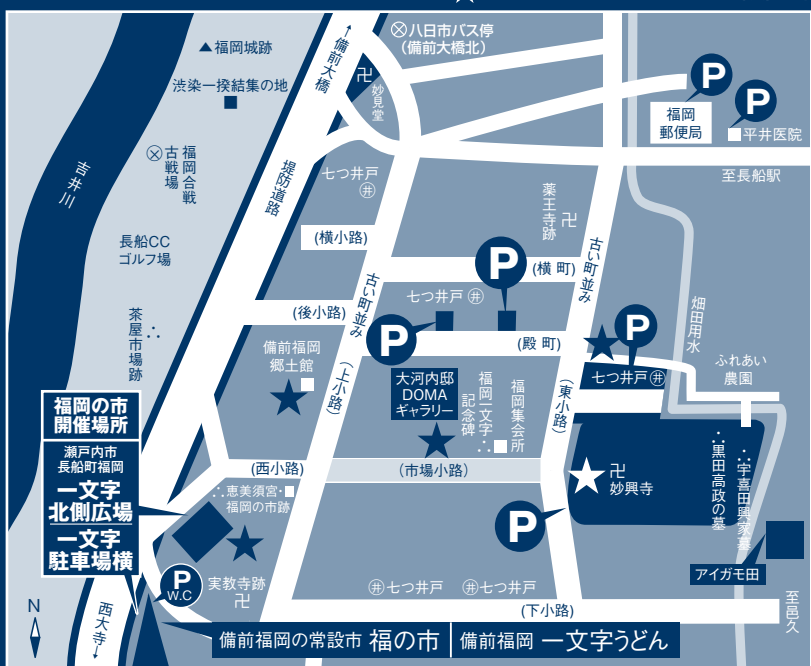 ⊗八日市バス停
(備前大橋北)
↑備前大橋
▲福岡城跡
渋染一揆結集の地
卍妙見堂
P
福岡
郵便局
P
平井医院
至長船駅
福岡合戦
古戦場
⊗
吉井川
堤防道路
七つ井戸
㊌
薬王寺跡
卍
長船CC
ゴルフ場
(横小路)
古い町並み
P
(横 町)
古い町並み
(後小路)
七つ井戸
畑田用水
茶屋市場跡
∴
P
(殿 町)
P
七つ井戸
ふれあい
農園
備前福岡
郷土館
(上小路)
大河内邸
DOMA
ギャラリー
福岡一文字
記念碑
∴
福岡集会所
(東小路)
福岡の市
開催場所
瀬戸内市
長船町福岡
一文字
北側広場
一文字
駐車場横
(西小路)
(市場小路)
卍
妙興寺
∴黒田高政の墓
∴宇喜田興家墓
∴恵美須宮・
福岡の市跡
P
アイガモ田
P
W.C
実教寺跡
卍
七つ井戸
七つ井戸
(下小路)
至邑久
N
西大寺→
備前福岡の常設市 福の市
備前福岡 一文字うどん